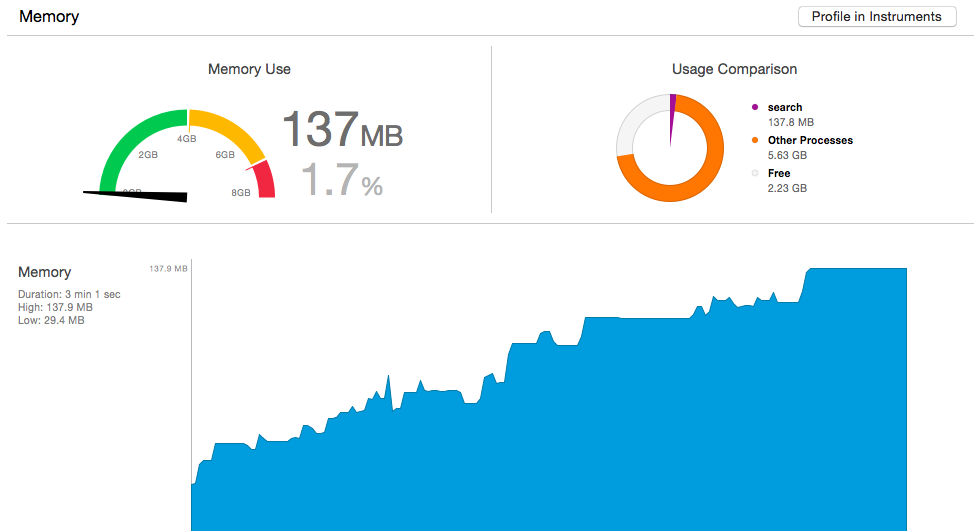 Memory
Profile in Instruments
Memory Use
Usage Comparison
4GB
2GB
6GB
0GB
8GB
137MB
1.7%
search
137.8 MB
Other Processes
5.63 GB
Free
2.23 GB
Memory
137.9 MB
Duration: 3 min 1 sec
High: 137.9 MB
Low: 29.4 MB